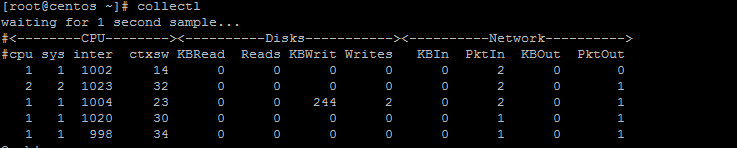 [root@centos ~]# collectl
waiting for 1 second sample...
#<--------CPU--------><----------Disks-----------><----------Network---------->
#cpu sys inter  ctxsw KBRead  Reads KBWrit Writes   KBIn  PktIn  KBOut  PktOut
   1   1  1002     14      0      0      0      0      0      2      0       0
   2   2  1023     32      0      0      0      0      0      2      0       1
   1   1  1004     23      0      0    244      2      0      2      0       1
   1   1  1020     30      0      0      0      0      0      1      0       1
   1   1   998     34      0      0      0      0      0      1      0       1